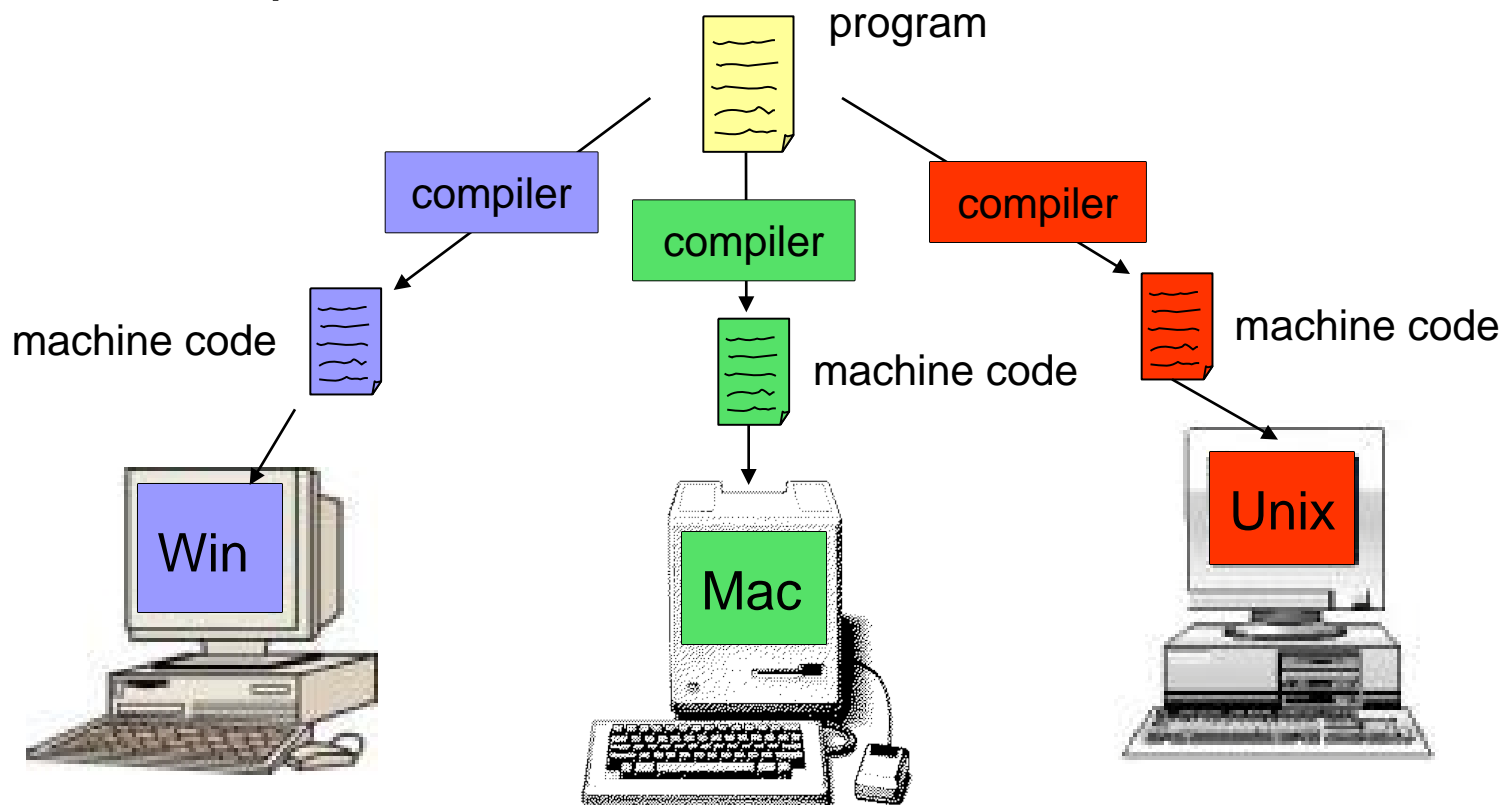 program
compiler
compiler
compiler
machine code
machine code
machine code
Win
Mac
Unix